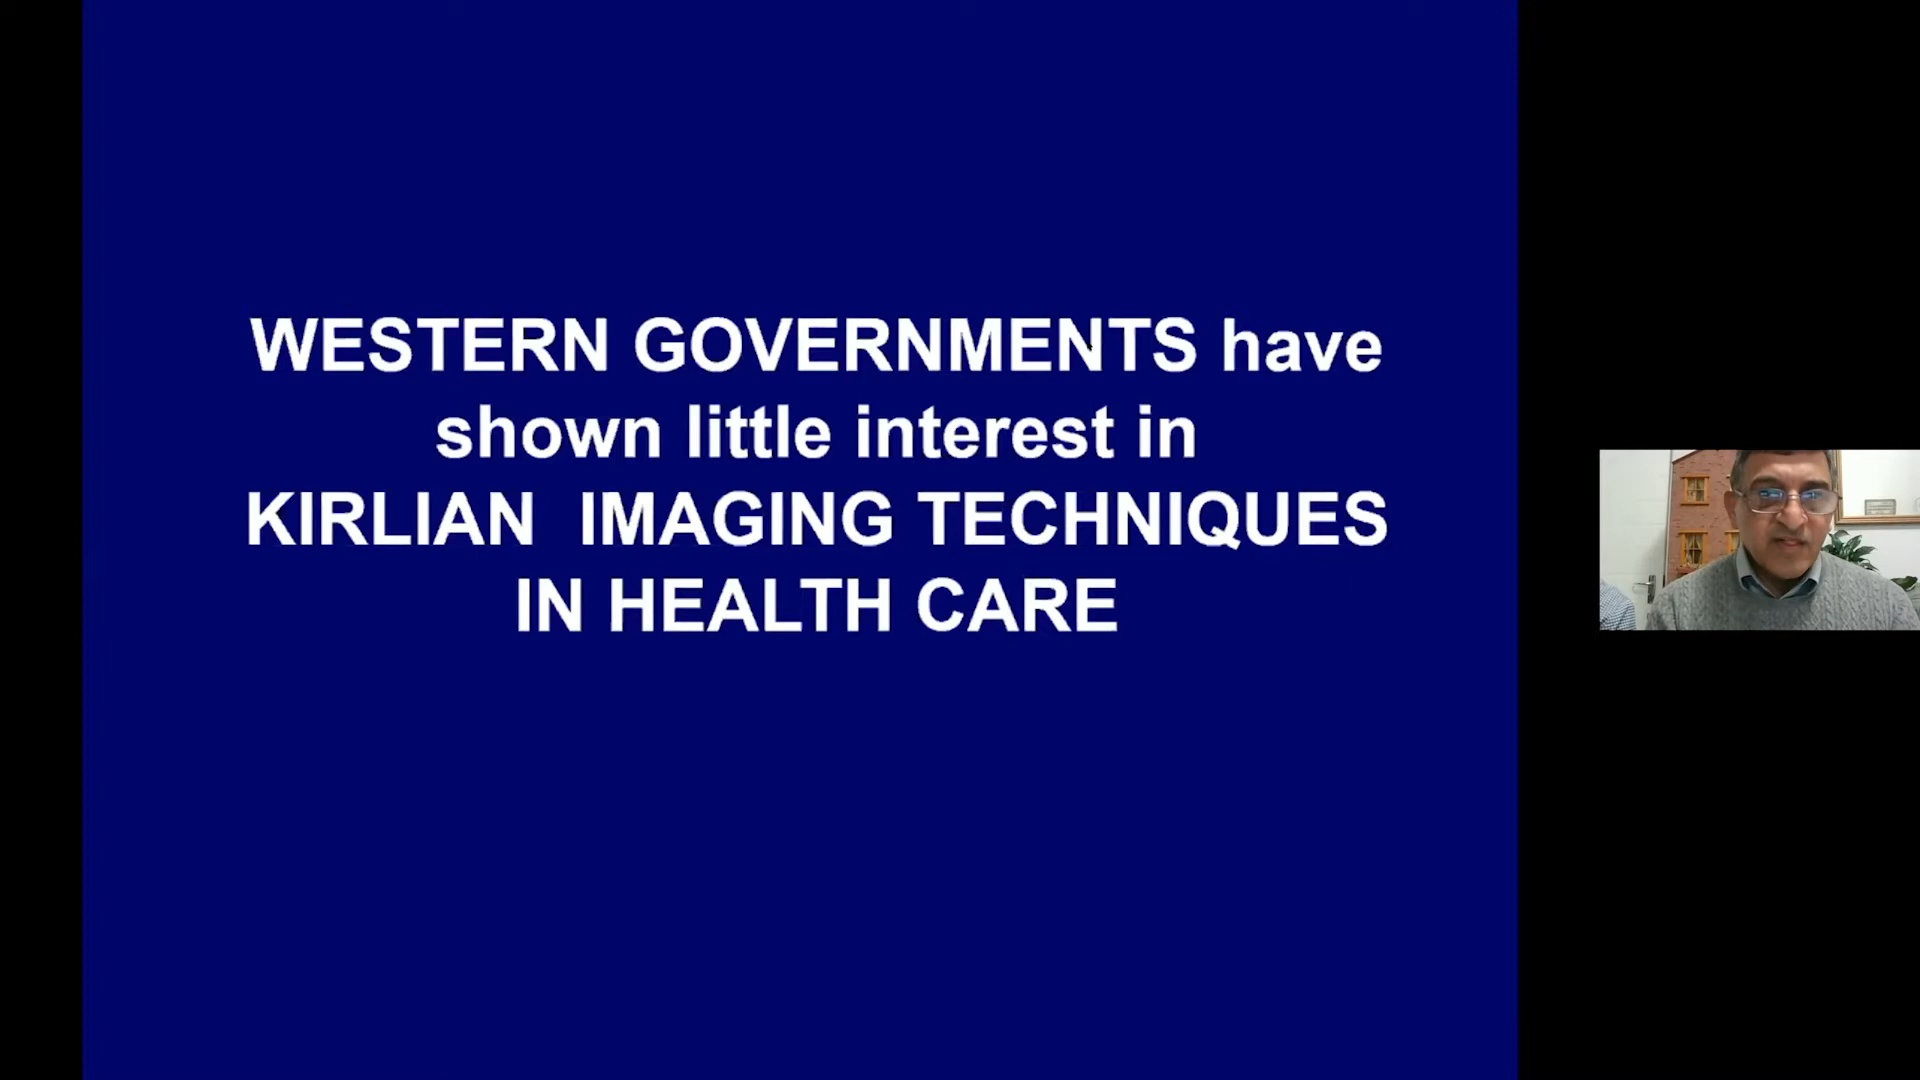 WESTERN GOVERNMENTS have
shown little interest in
KIRLIAN  IMAGING TECHNIQUES
IN HEALTH CARE